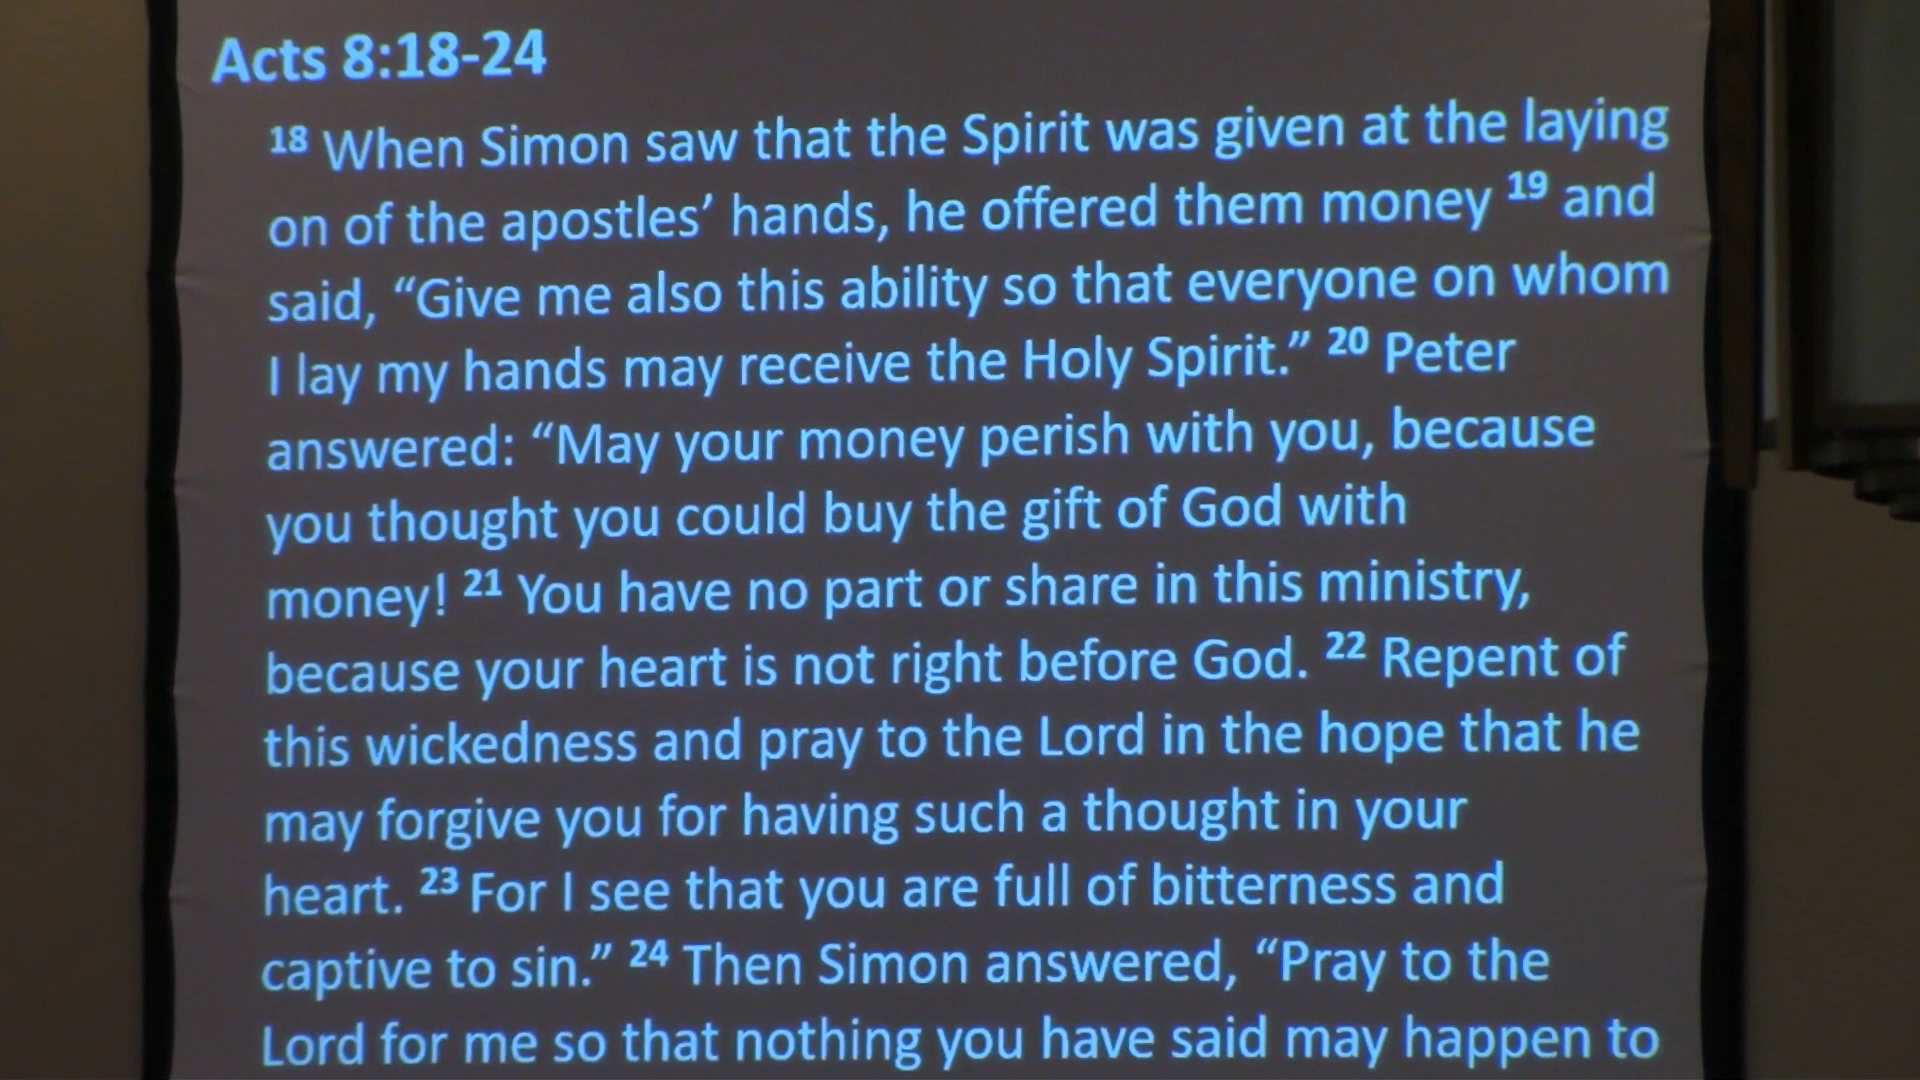 Acts 8:18-24
18 When Simon saw that the Spirit was given at the laying
on of the apostles’ hands, he offered them money 19 and
said, “Give me also this ability so that everyone on whom
I lay my hands may receive the Holy Spirit.” 20 Peter
answered: “May your money perish with you, because
you thought you could buy the gift of God with
money! 21 You have no part or share in this ministry,
because your heart is not right before God. 22 Repent of
this wickedness and pray to the Lord in the hope that he
may forgive you for having such a thought in your
heart. 23 For I see that you are full of bitterness and
captive to sin.” 24 Then Simon answered, “Pray to the
Lord for me so that nothing you have said may happen to